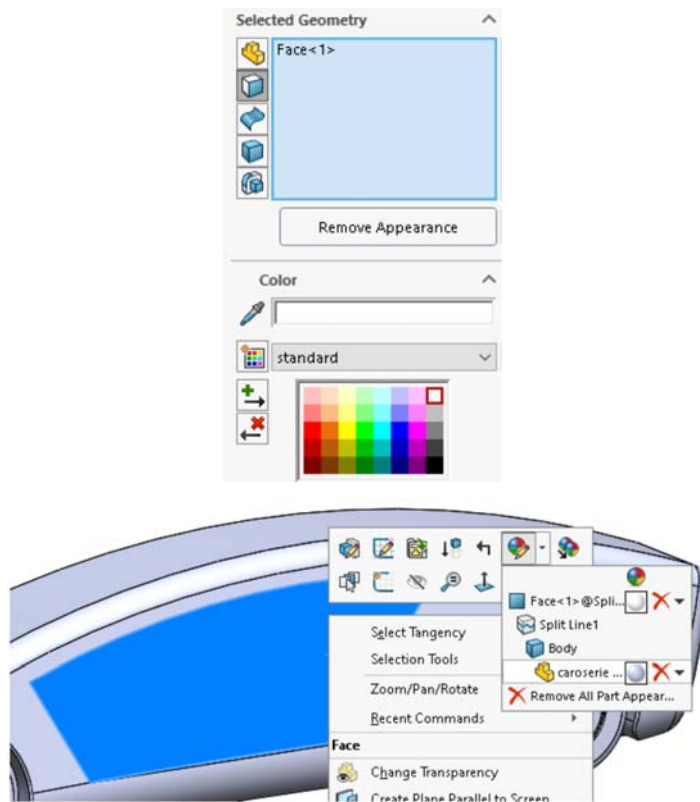 Selected Geometry
Face<1>
Remove Appearance
Color
standard
Face<1>@Spli...
Split Line1
Body
caroserie ...
Remove All Part Appear...
Select Tangency
Selection Tools
Zoom/Pan/Rotate
Recent Commands
Face
Change Transparency
Create Plane Parallel to Screen